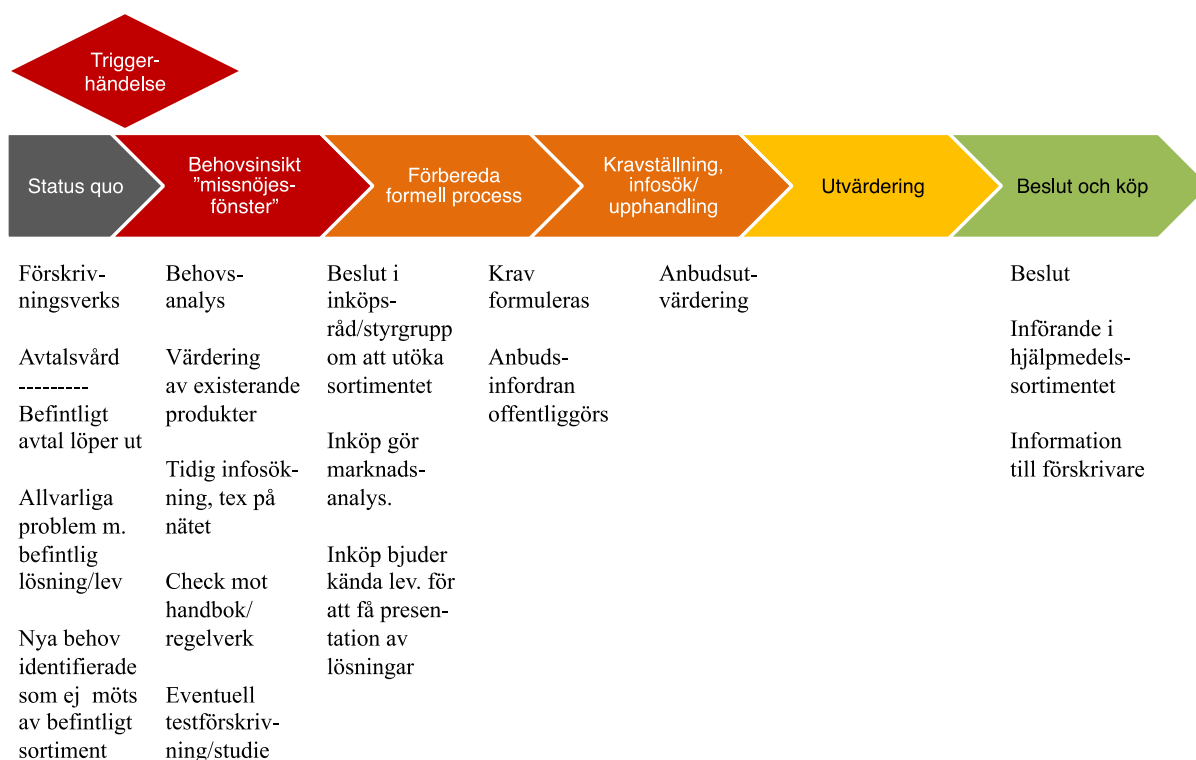 Trigger-
händelse
Status quo
Behovsinsikt
"missnöjes-
fönster"
Förbereda
formell process
Kravställning,
infosök/
upphandling
Utvärdering
Beslut och köp
Förskriv-
ningsverks
Avtalsvård
---------
Befintligt
avtal löper ut
Allvarliga
problem m.
befintlig
lösning/lev
Nya behov
identifierade
som ej möts
av befintligt
sortiment
Behovs-
analys
Värdering
av existerande
produkter
Tidig infosök-
ning, tex på
nätet
Check mot
handbok/
regelverk
Eventuell
testförskriv-
ning/studie
Beslut i
inköps-
råd/styrgrupp
om att utöka
sortimentet
Inköp gör
marknads-
analys.
Inköp bjuder
kända lev. för
att få presen-
tation av
lösningar
Krav
formuleras
Anbuds-
infordran
offentliggörs
Anbudsut-
värdering
Beslut
Införande i
hjälpmedels-
sortimentet
Information
till förskrivare